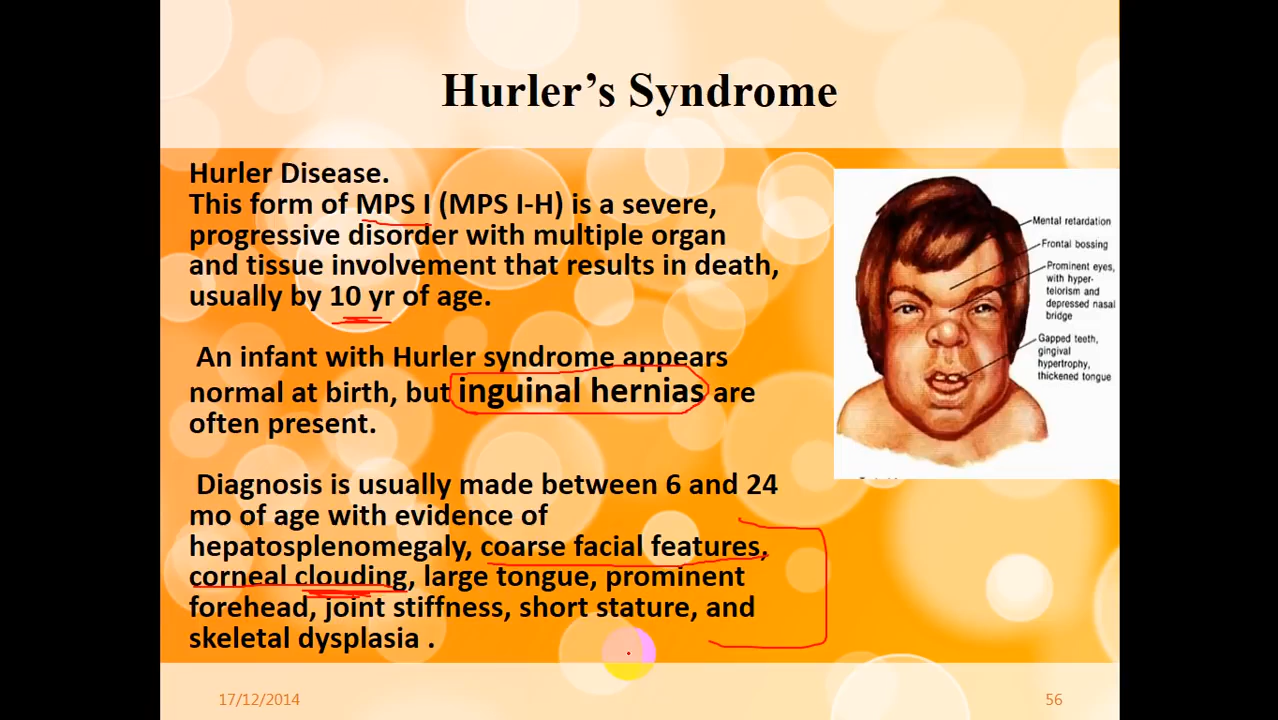 Hurler's Syndrome
Hurler Disease.
This form of MPS I (MPS I-H) is a severe,
progressive disorder with multiple organ
and tissue involvement that results in death,
usually by 10 yr of age.
An infant with Hurler syndrome appears
normal at birth, but inguinal hernias are
often present.
Diagnosis is usually made between 6 and 24
mo of age with evidence of
hepatosplenomegaly, coarse facial features,
corneal clouding, large tongue, prominent
forehead, joint stiffness, short stature, and
skeletal dysplasia .
Mental retardation
Frontal bossing
Prominent eyes,
with hyper-
telorism and
depressed nasal
bridge
Gapped teeth,
gingival
hypertrophy,
thickened tongue
17/12/2014
56